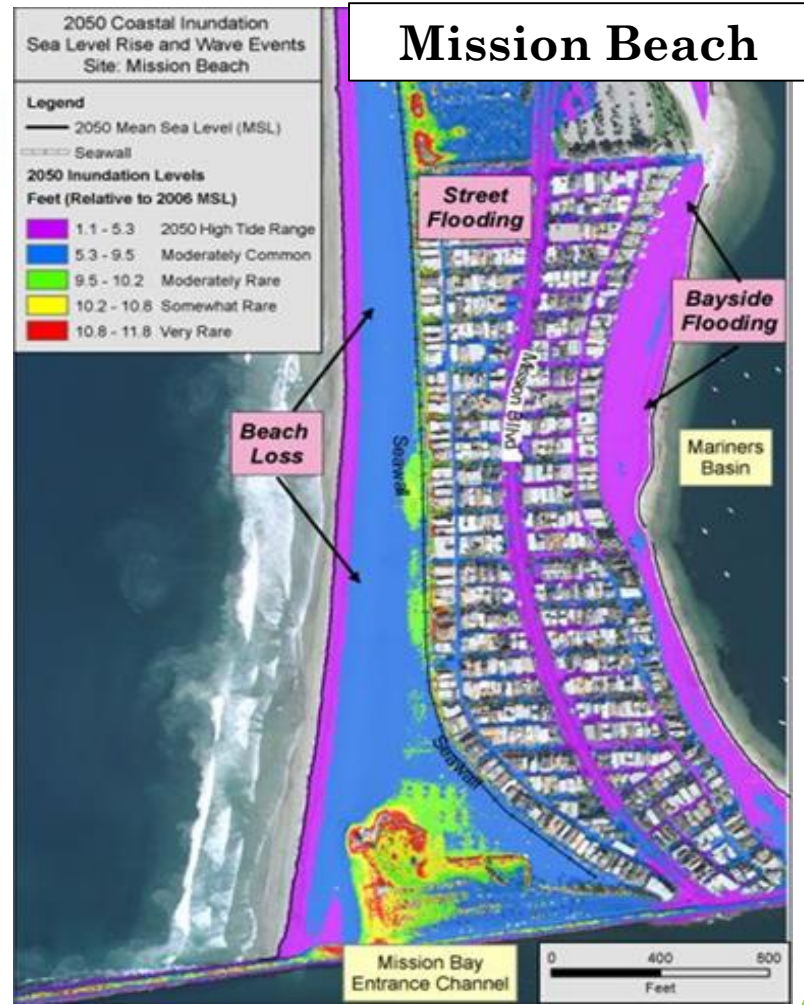 2050 Coastal Inundation
Sea Level Rise and Wave Events
Site: Mission Beach
Mission Beach
Legend
2050 Mean Sea Level (MSL)
Seawall
2050 Inundation Levels
Feet (Relative to 2006 MSL)
1.1 - 5.3 2050 High Tide Range
5.3 - 9.5 Moderately Common
9.5 - 10.2 Moderately Rare
10.2 - 10.8 Somewhat Rare
10.8 - 11.8 Very Rare
Street
Flooding
Bayside
Flooding
Mission Blvd
Beach
Loss
Seawall
Mariners
Basin
Seawall
Mission Bay
Entrance Channel
0 400 800
Feet